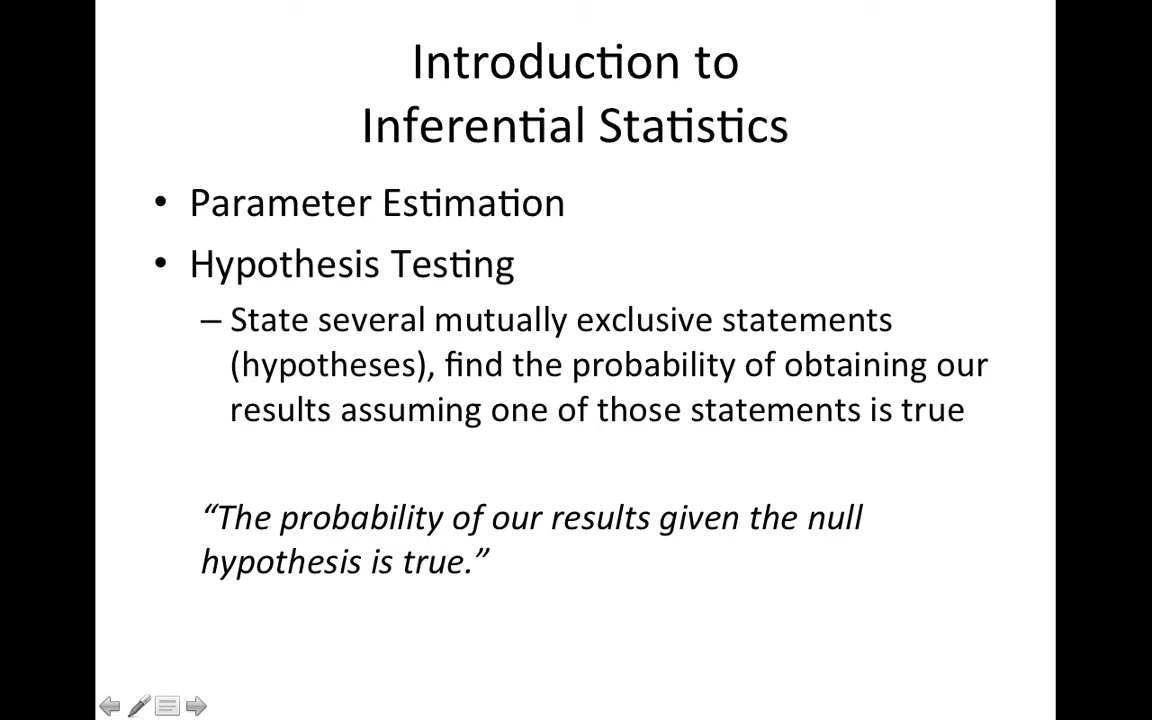 Introduction to
Inferential Statistics
• Parameter Estimation
• Hypothesis Testing
– State several mutually exclusive statements
(hypotheses), find the probability of obtaining our
results assuming one of those statements is true
“The probability of our results given the null
hypothesis is true.”